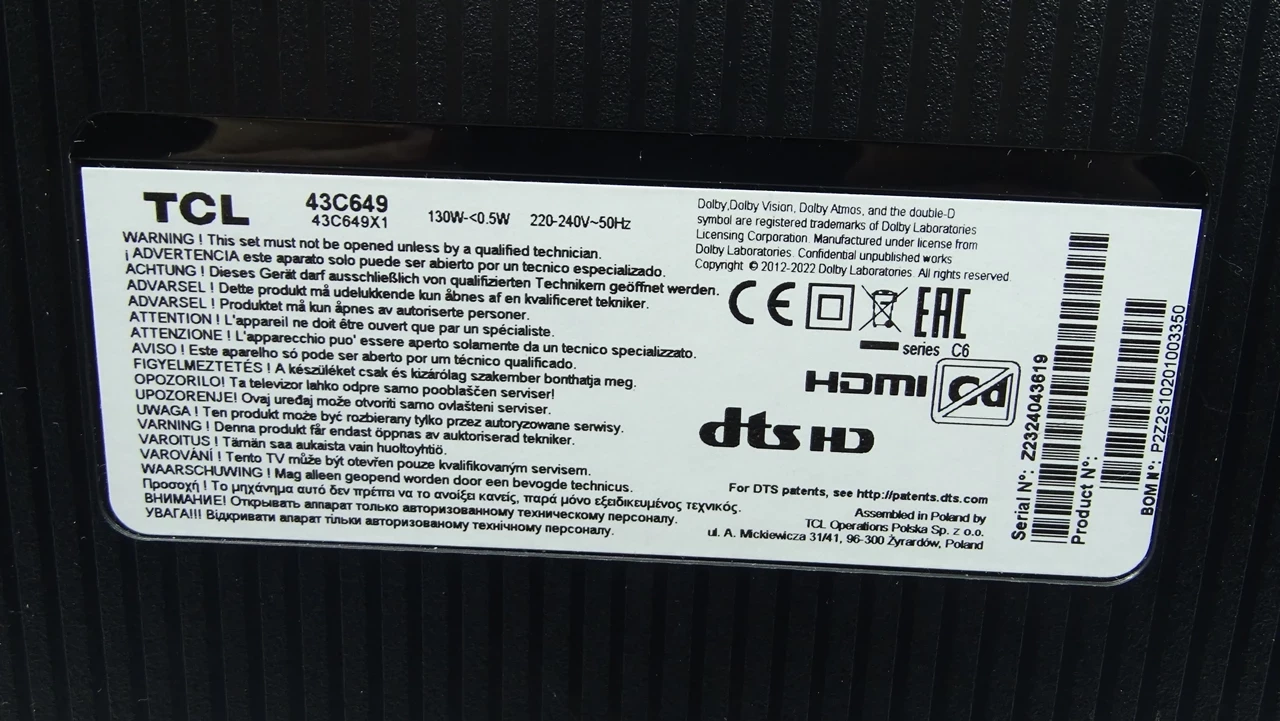 TCL
43C649
43C649X1
130W-<0.5W 220-240V~50Hz
WARNING ! This set must not be opened unless by a qualified technician.
¡ ADVERTENCIA este aparato solo puede ser abierto por un tecnico especializado.
ACHTUNG ! Dieses Gerät darf ausschließlich von qualifizierten Technikern geöffnet werden.
ADVARSEL ! Dette produkt må udelukkende kun åbnes af en kvalificeret tekniker.
ADVARSEL ! Produktet må kun åpnes av autoriserte personer.
ATTENTION ! L'appareil ne doit être ouvert que par un spécialiste.
ATTENZIONE ! L'apparecchio puo' essere aperto solamente da un tecnico specializzato.
AVISO ! Este aparelho só pode ser aberto por um técnico qualificado.
FIGYELMEZTETÉS ! A készüléket csak és kizárólag szakember bonthatja meg.
OPOZORILO! Ta televizor lahko odpre samo pooblaščen serviser!
UPOZORENJE! Ovaj uređaj može otvoriti samo ovlašteni serviser.
UWAGA ! Ten produkt może być rozbierany tylko przez autoryzowane serwisy.
VARNING ! Denna produkt får endast öppnas av auktoriserad tekniker.
VAROITUS ! Tämän saa aukaista vain huoltoyhtiö.
VAROVÁNÍ ! Tento TV může být otevřen pouze kvalifikovaným servisem.
WAARSCHUWING ! Mag alleen geopend worden door een bevogde technicus.
Προσοχή ! Το μηχάνημα αυτό δεν πρέπει να το ανοίξει κανείς, παρά μόνο εξειδικευμένος τεχνικός.
ВНИМАНИЕ! Открывать аппарат только авторизованному техническому персоналу.
УВАГА!!! Відкривати апарат тільки авторизованому технічному персоналу.
Dolby,Dolby Vision, Dolby Atmos, and the double-D
symbol are registered trademarks of Dolby Laboratories
Licensing Corporation. Manufactured under license from
Dolby Laboratories. Confidential unpublished works
Copyright © 2012-2022 Dolby Laboratories. All rights reserved.
CE EAC
series C6
HDMI Cd
dts HD
For DTS patents, see http://patents.dts.com
Assembled in Poland by
TCL Operations Polska Sp. z o.o.
ul. A. Mickiewicza 31/41, 96-300 Żyrardów, Poland
Serial N°: Z2324043619
Product N°:
BOM N°: P2Z2S10201003350